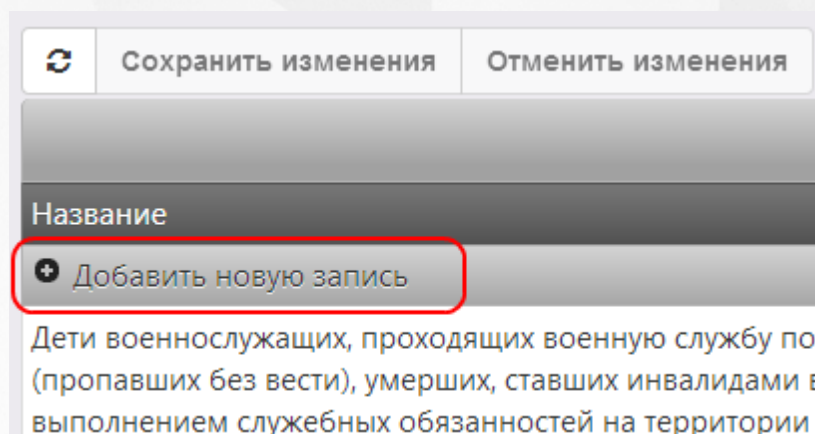 Сохранить изменения Отменить изменения
Название
Добавить новую запись
Дети военнослужащих, проходящих военную службу по
(пропавших без вести), умерших, ставших инвалидами
выполнением служебных обязанностей на территории